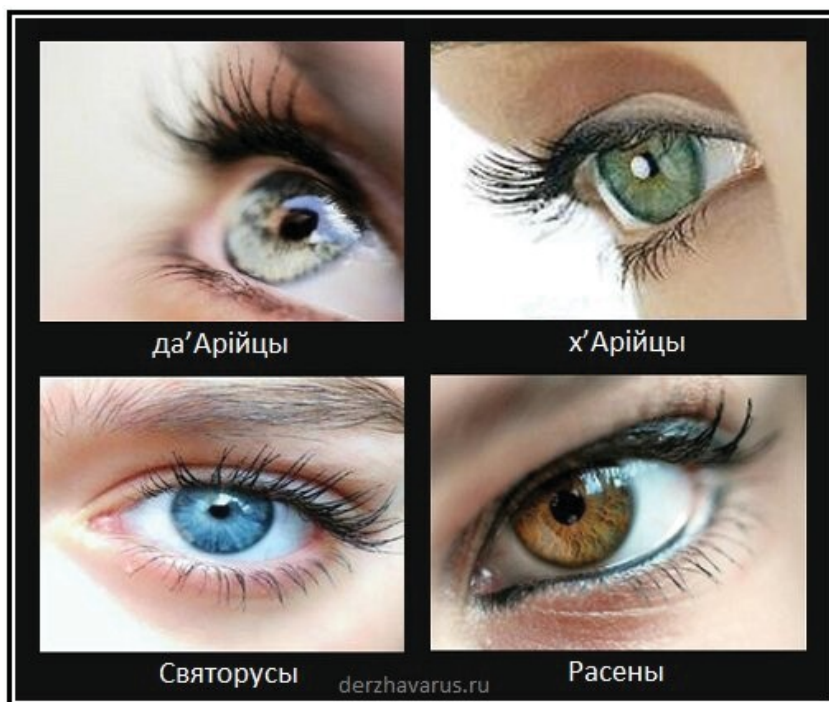 да’Арійцы
х’Арійцы
Святорусы
Расены
derzhavarus.ru